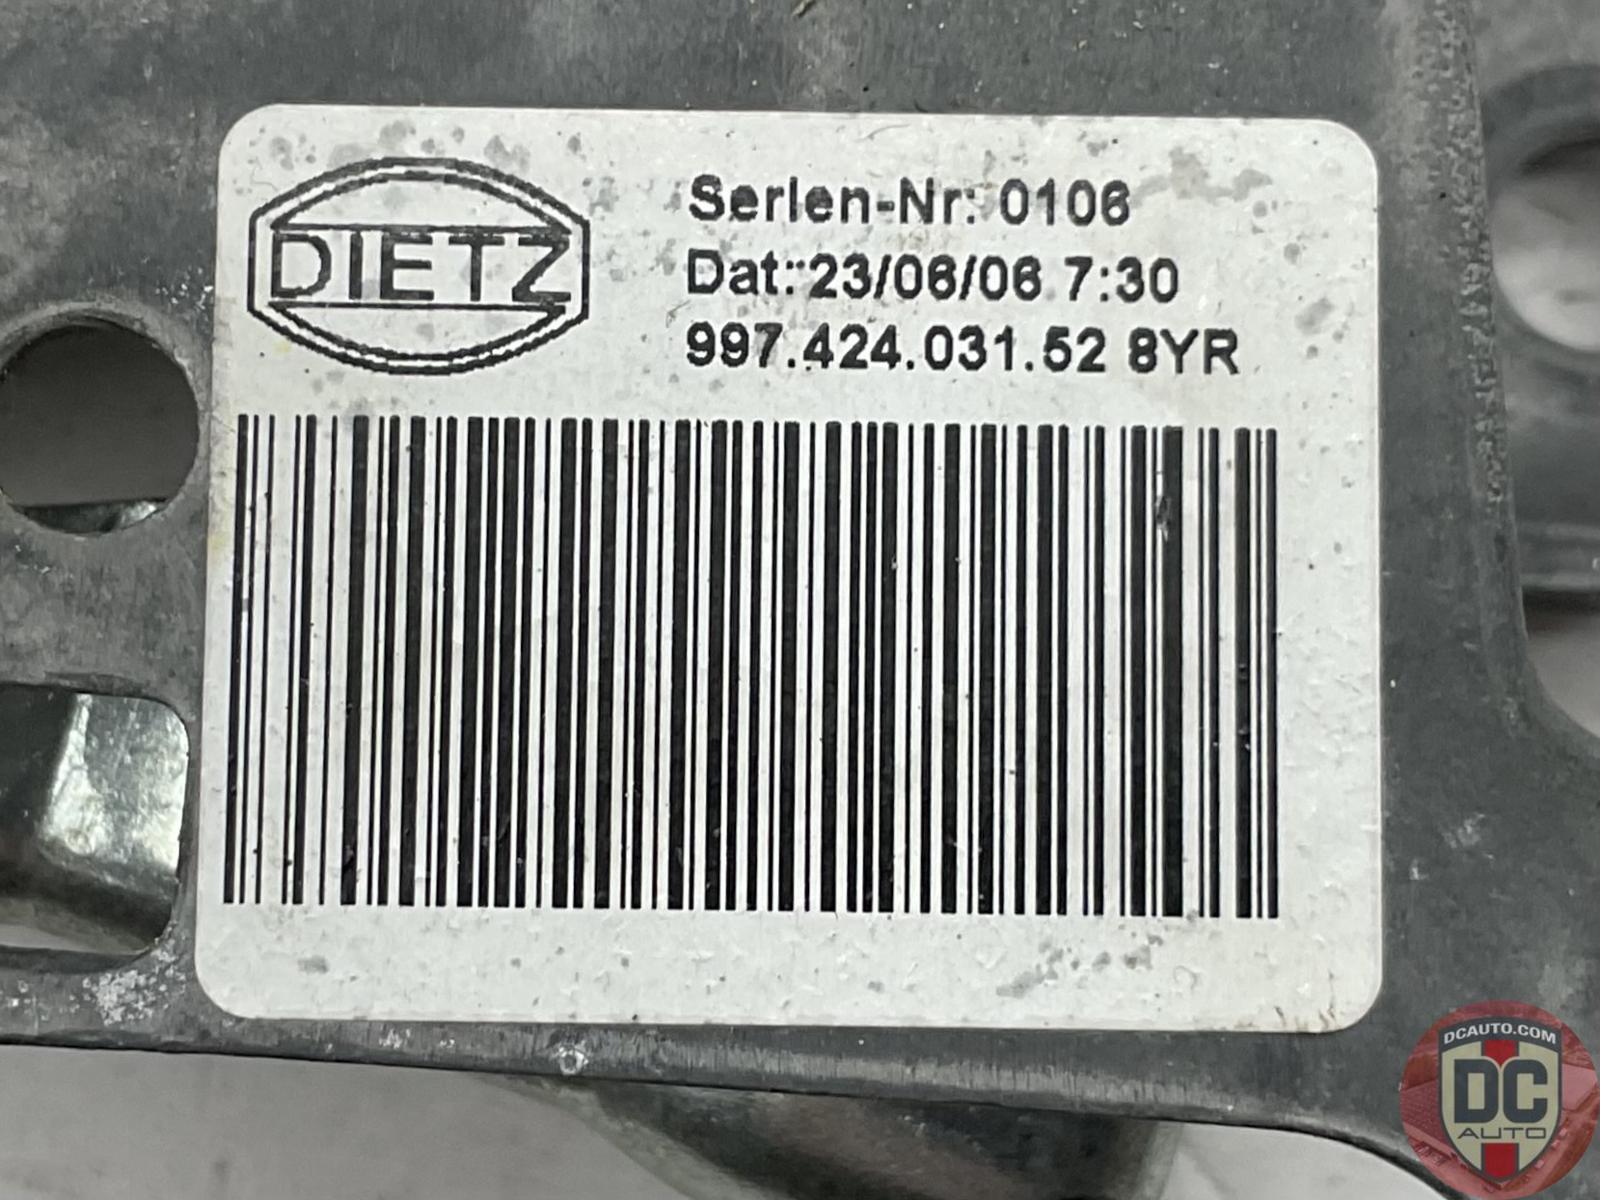 DIETZ
Serien-Nr: 0106
Dat: 23/06/06 7:30
997.424.031.52 8YR
DCAUTO.COM
DC
AUTO